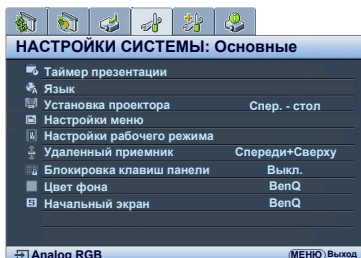 НАСТРОЙКИ СИСТЕМЫ: Основные
Таймер презентации
Язык
Установка проектора Спер. - стол
Настройки меню
Настройки рабочего режима
Удаленный приемник Спереди+Сверху
Блокировка клавиш панели Выкл.
Цвет фона BenQ
Начальный экран BenQ
Analog RGB МЕНЮ Выход